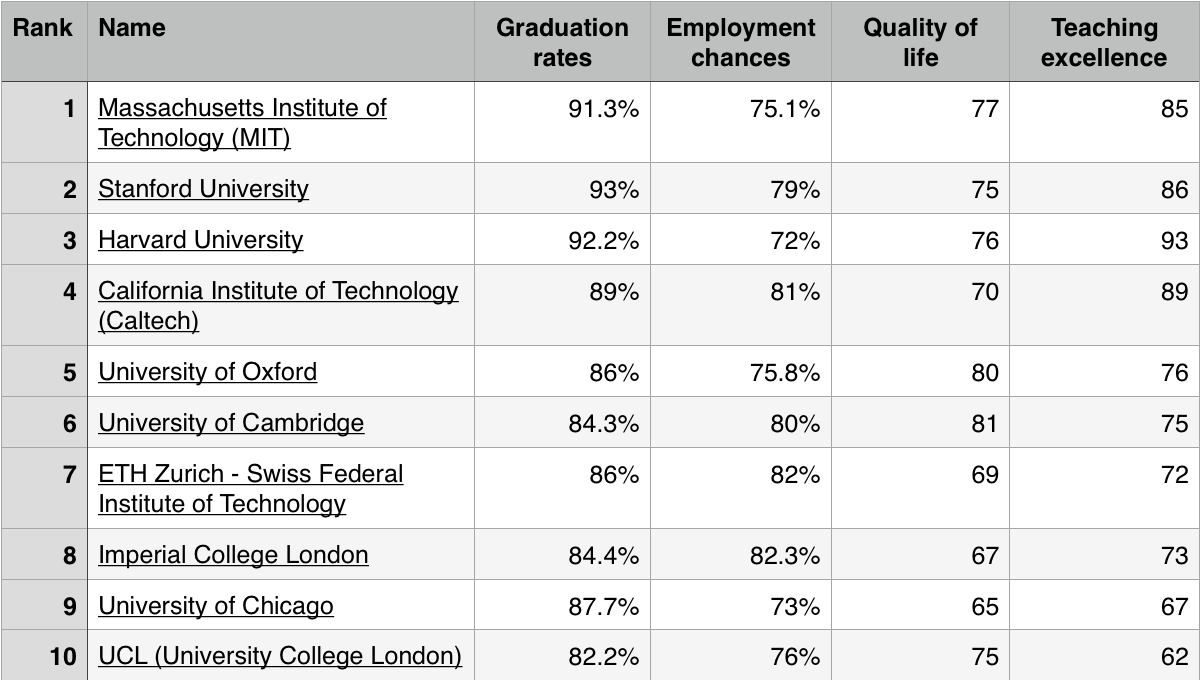 Rank Name Graduation rates Employment chances Quality of life Teaching excellence
1 Massachusetts Institute of Technology (MIT) 91.3% 75.1% 77 85
2 Stanford University 93% 79% 75 86
3 Harvard University 92.2% 72% 76 93
4 California Institute of Technology (Caltech) 89% 81% 70 89
5 University of Oxford 86% 75.8% 80 76
6 University of Cambridge 84.3% 80% 81 75
7 ETH Zurich - Swiss Federal Institute of Technology 86% 82% 69 72
8 Imperial College London 84.4% 82.3% 67 73
9 University of Chicago 87.7% 73% 65 67
10 UCL (University College London) 82.2% 76% 75 62